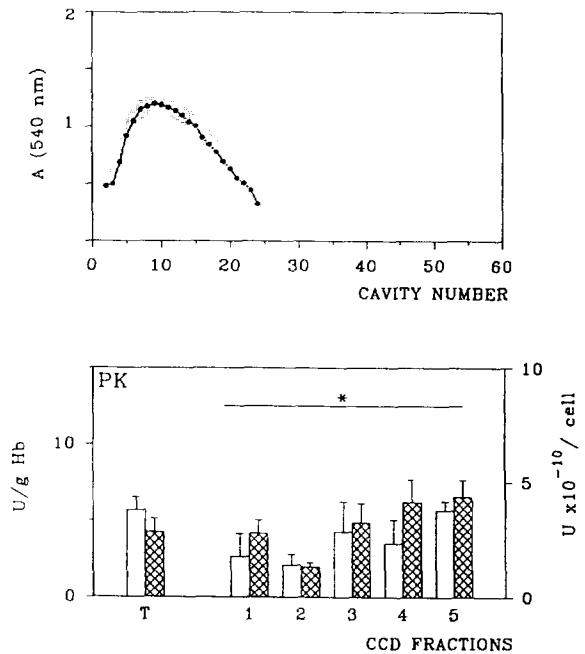 2
1
0
A (540 nm)
0 10 20 30 40 50 60
CAVITY NUMBER
PK
*
10
0
U/g Hb
10
5
0
U x10⁻¹⁰/ cell
T 1 2 3 4 5
CCD FRACTIONS